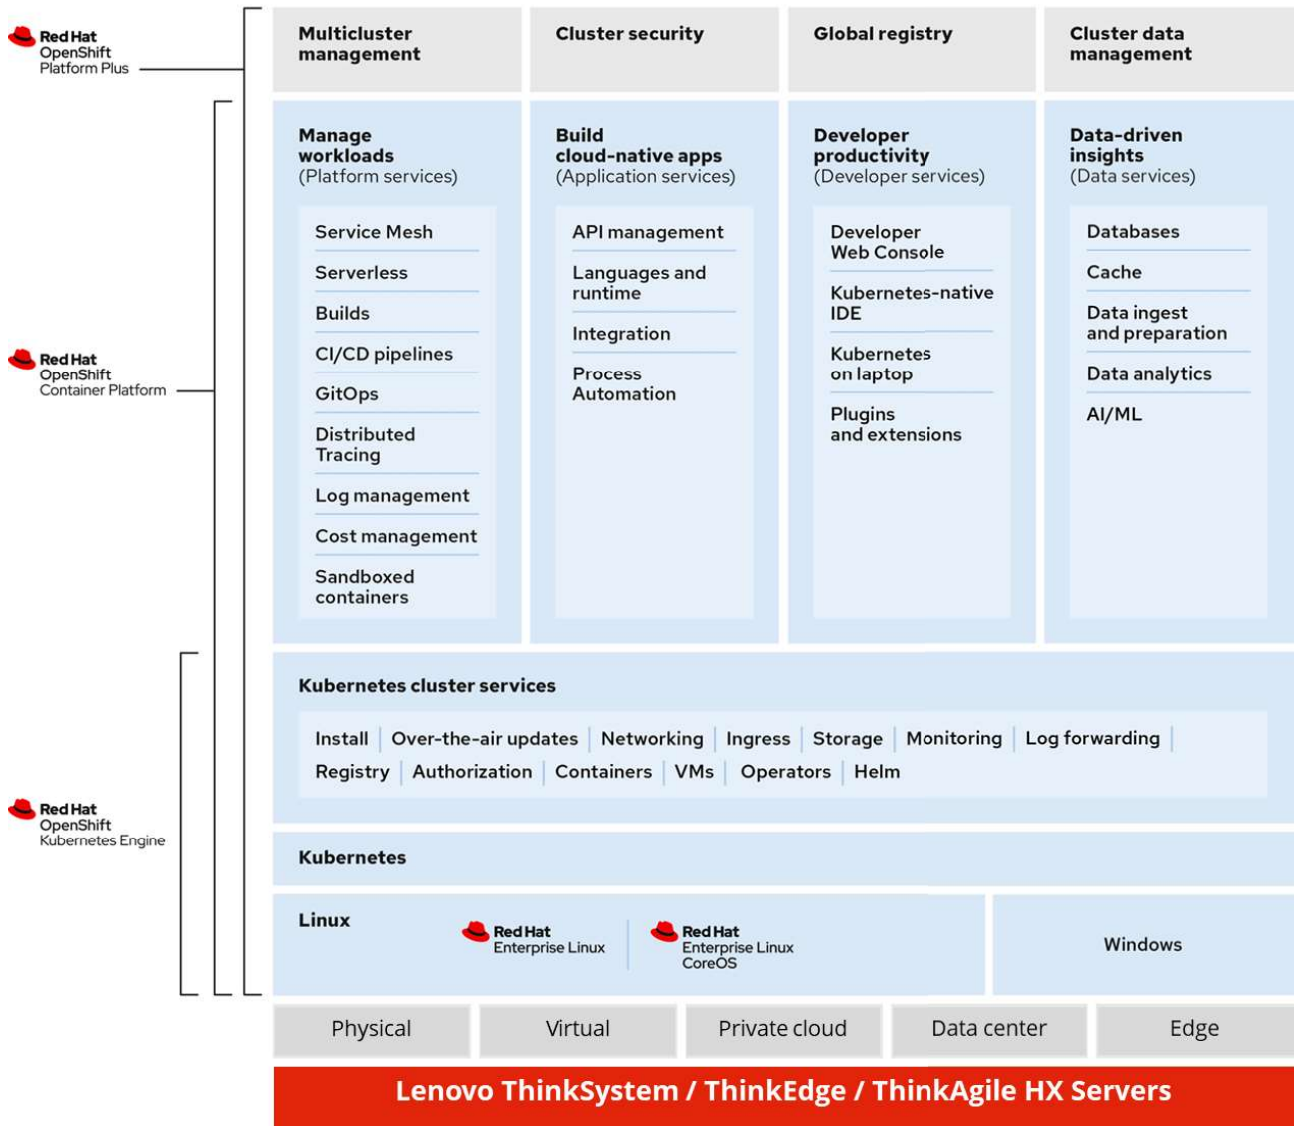 Red Hat
OpenShift
Platform Plus
Multicluster
management
Cluster security
Global registry
Cluster data
management
Red Hat
OpenShift
Container Platform
Manage
workloads
(Platform services)
Service Mesh
Serverless
Builds
CI/CD pipelines
GitOps
Distributed
Tracing
Log management
Cost management
Sandboxed
containers
Build
cloud-native apps
(Application services)
API management
Languages and
runtime
Integration
Process
Automation
Developer
productivity
(Developer services)
Developer
Web Console
Kubernetes-native
IDE
Kubernetes
on laptop
Plugins
and extensions
Data-driven
insights
(Data services)
Databases
Cache
Data ingest
and preparation
Data analytics
AI/ML
Red Hat
OpenShift
Kubernetes Engine
Kubernetes cluster services
Install | Over-the-air updates | Networking | Ingress | Storage | Monitoring | Log forwarding |
Registry | Authorization | Containers | VMs | Operators | Helm
Kubernetes
Linux
Red Hat
Enterprise Linux
Red Hat
Enterprise Linux
CoreOS
Windows
Physical
Virtual
Private cloud
Data center
Edge
Lenovo ThinkSystem / ThinkEdge / ThinkAgile HX Servers